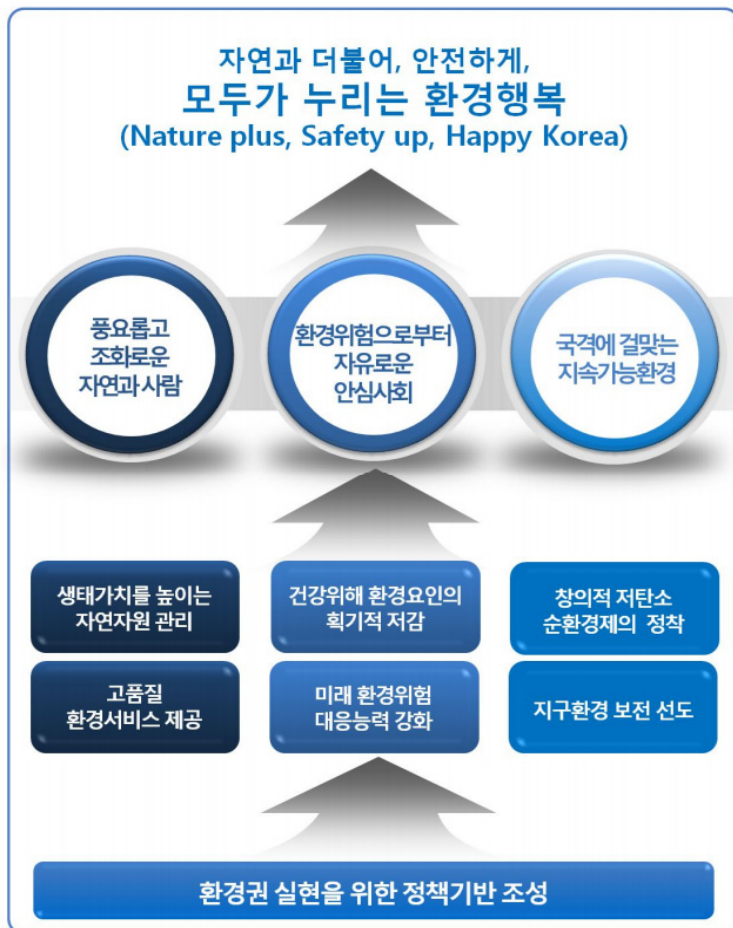 자연과 더불어, 안전하게,
모두가 누리는 환경행복
(Nature plus, Safety up, Happy Korea)
풍요롭고
조화로운
자연과 사람
환경위험으로부터
자유로운
안심사회
국격에 걸맞는
지속가능환경
생태가치를 높이는
자연자원 관리
건강위해 환경요인의
획기적 저감
창의적 저탄소
순환경제의 정착
고품질
환경서비스 제공
미래 환경위험
대응능력 강화
지구환경 보전 선도
환경권 실현을 위한 정책기반 조성